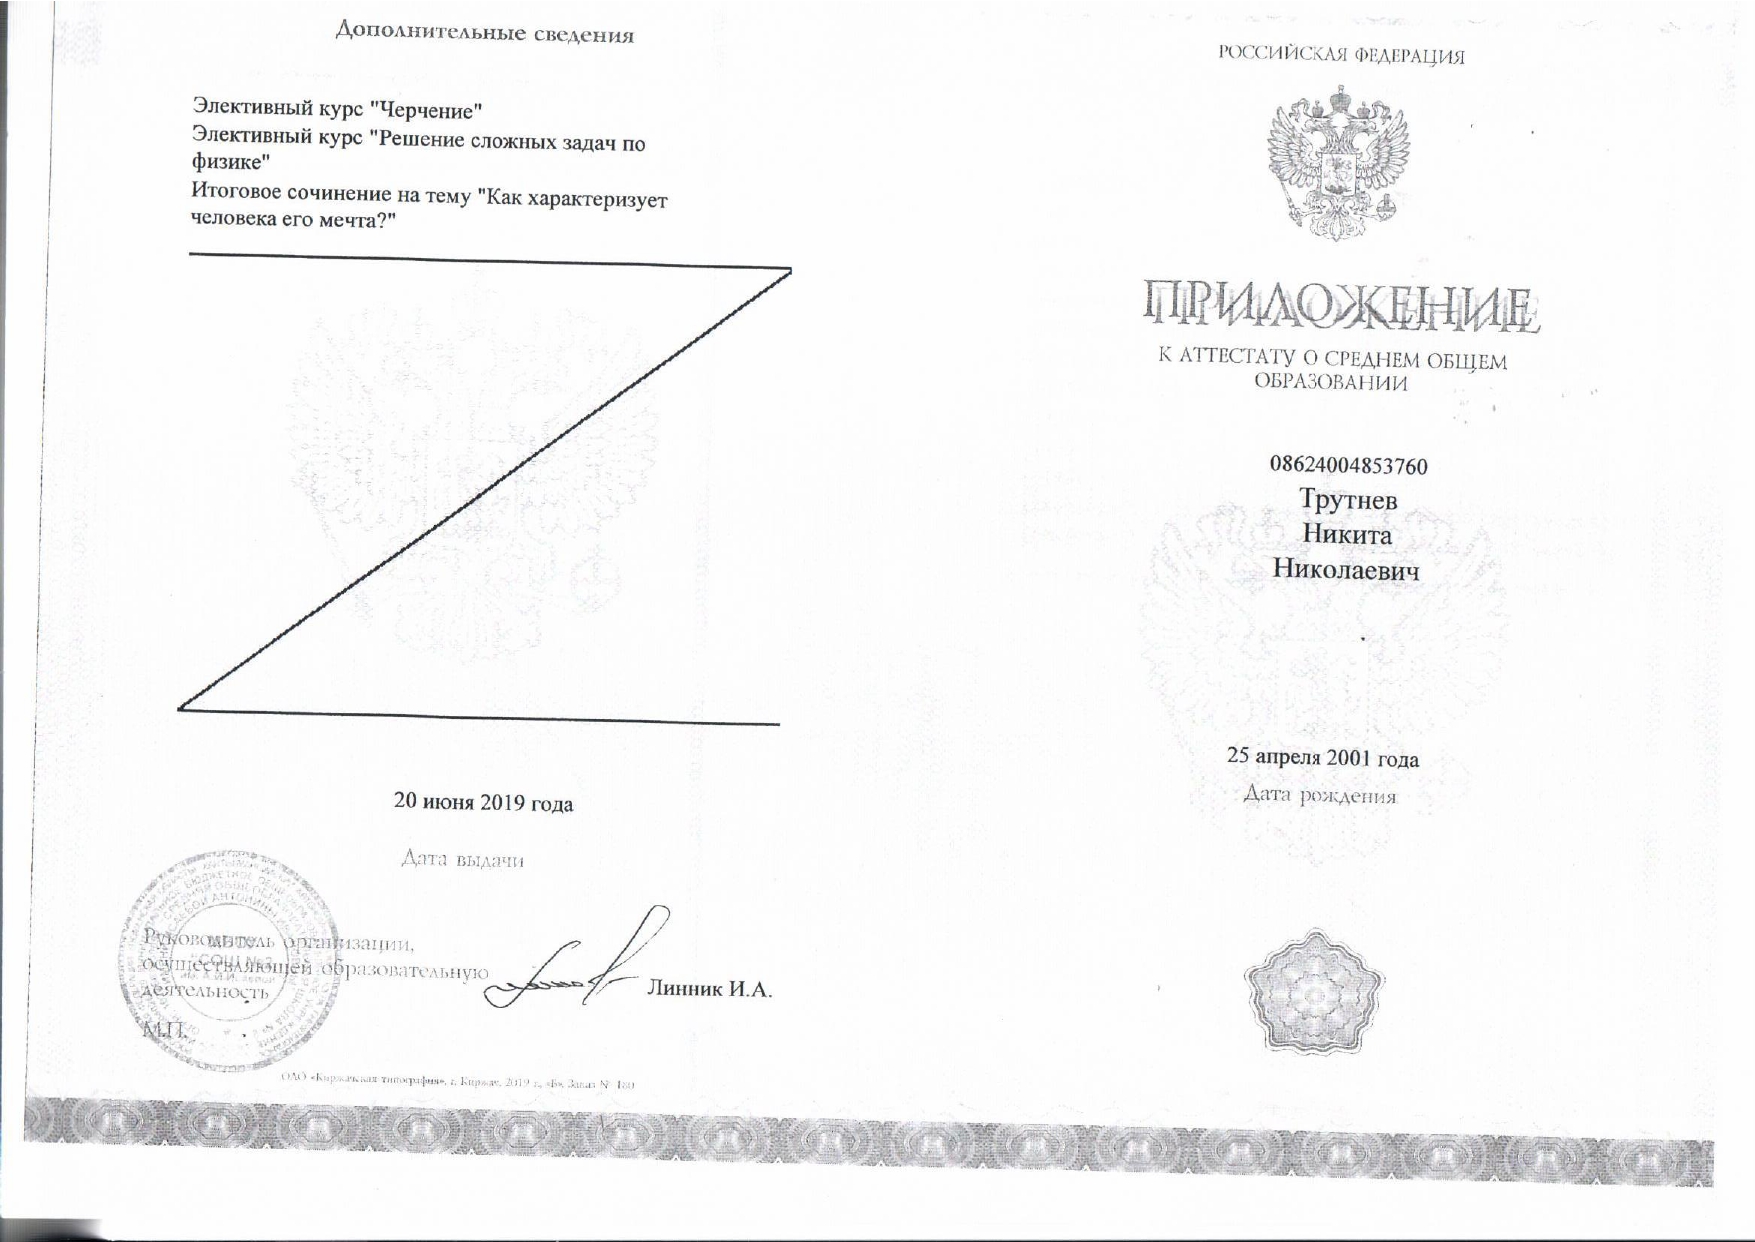 Дополнительные сведения
Элективный курс "Черчение"
Элективный курс "Решение сложных задач по
физике"
Итоговое сочинение на тему "Как характеризует
человека его мечта?"
20 июня 2019 года
Дата выдачи
Руководитель организации,
осуществляющей образовательную
деятельность
Линник И.А.
М.П.
ОАО «Киржачская типография», г. Киржач, 2019 г., «Б», Заказ № 180
РОССИЙСКАЯ ФЕДЕРАЦИЯ
ПРИЛОЖЕНИЕ
К АТТЕСТАТУ О СРЕДНЕМ ОБЩЕМ
ОБРАЗОВАНИИ
08624004853760
Трутнев
Никита
Николаевич
25 апреля 2001 года
Дата рождения